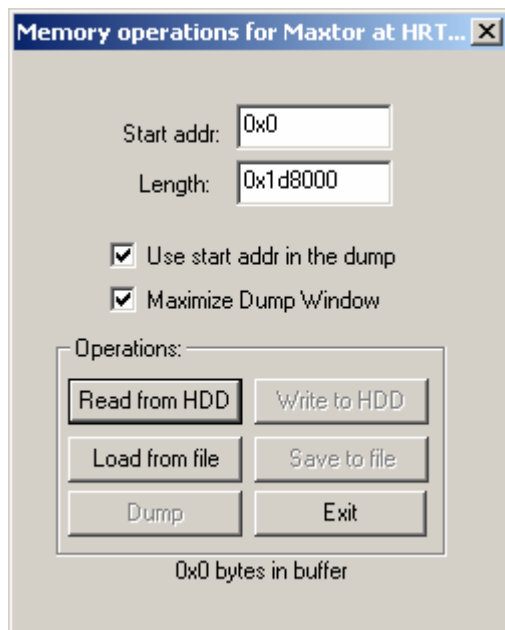 Memory operations for Maxtor at HRT...
Start addr: 0x0
Length: 0x1d8000
Use start addr in the dump
Maximize Dump Window
Operations:
Read from HDD Write to HDD
Load from file Save to file
Dump Exit
0x0 bytes in buffer